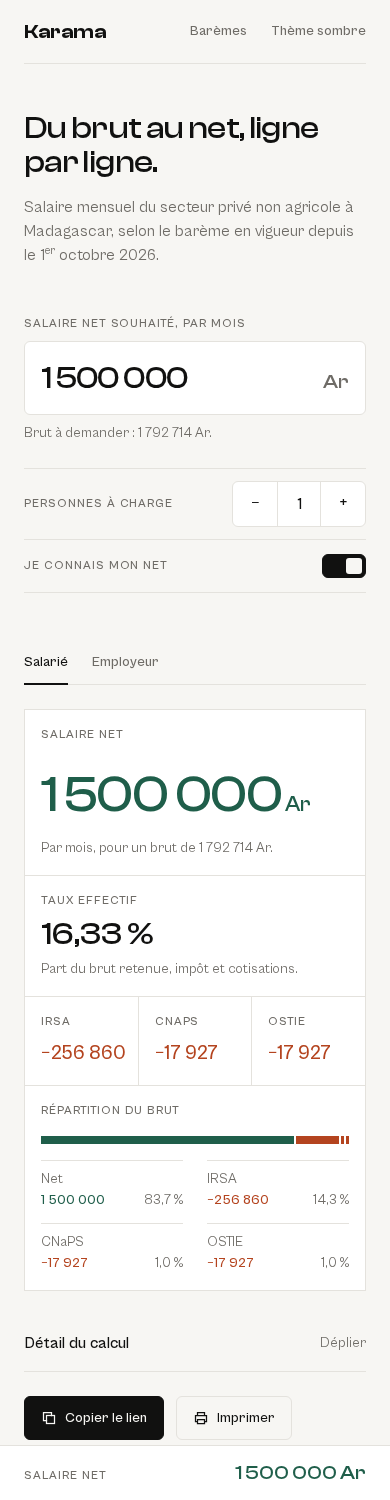 Karama Barèmes Thème sombre
Du brut au net, ligne
par ligne.
Salaire mensuel du secteur privé non agricole à
Madagascar, selon le barème en vigueur depuis
le 1er octobre 2026.
SALAIRE NET SOUHAITÉ, PAR MOIS
1 500 000 Ar
Brut à demander : 1 792 714 Ar.
PERSONNES À CHARGE − 1 +
JE CONNAIS MON NET
Salarié Employeur
SALAIRE NET
1 500 000 Ar
Par mois, pour un brut de 1 792 714 Ar.
TAUX EFFECTIF
16,33 %
Part du brut retenue, impôt et cotisations.
IRSA CNAPS OSTIE
−256 860 −17 927 −17 927
RÉPARTITION DU BRUT
Net IRSA
1 500 000 83,7 % −256 860 14,3 %
CNaPS OSTIE
−17 927 1,0 % −17 927 1,0 %
Détail du calcul Déplier
Copier le lien Imprimer
SALAIRE NET 1 500 000 Ar